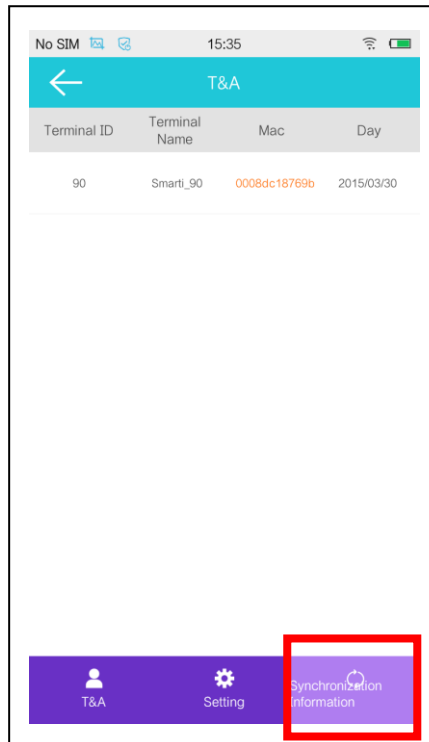 No SIM 15:35
T&A
Terminal ID Terminal Name Mac Day
90 Smarti_90 0008dc18769b 2015/03/30
T&A Setting Synchronization Information